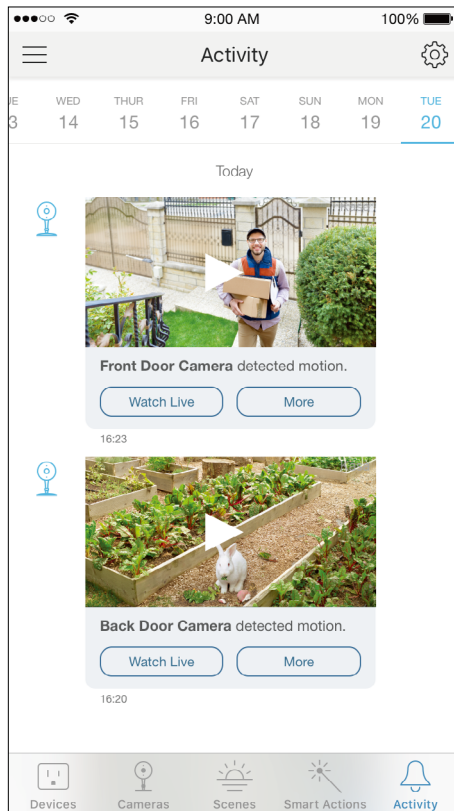 9:00 AM 100%
Activity
UE WED THUR FRI SAT SUN MON TUE
3 14 15 16 17 18 19 20
Today
Front Door Camera detected motion.
Watch Live More
16:23
Back Door Camera detected motion.
Watch Live More
16:20
Devices Cameras Scenes Smart Actions Activity